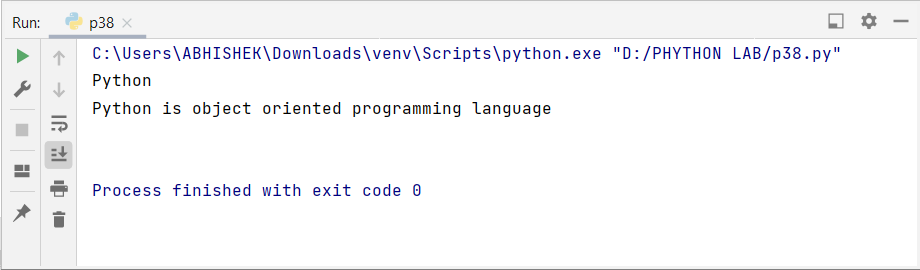 Run: p38
C:\Users\ABHISHEK\Downloads\venv\Scripts\python.exe "D:/PHYTHON LAB/p38.py"
Python
Python is object oriented programming language
Process finished with exit code 0